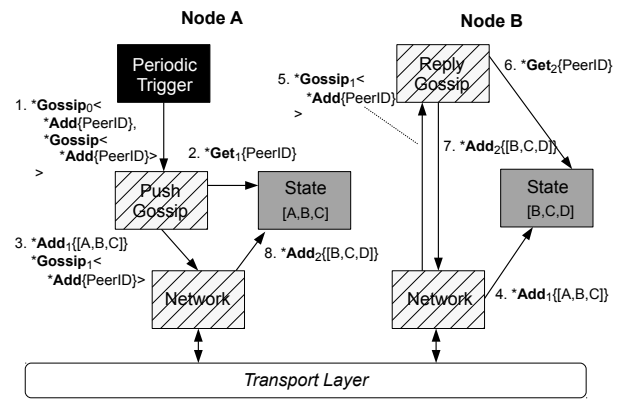 Node A
Node B
Periodic
Trigger
1. *Gossip0<
*Add{PeerID},
*Gossip<
*Add{PeerID}>
>
2. *Get1{PeerID}
Push
Gossip
State
[A,B,C]
3. *Add1{[A,B,C]}
*Gossip1<
*Add{PeerID}>
8. *Add2{[B,C,D]}
Network
5. *Gossip1<
*Add{PeerID}
>
Reply
Gossip
6. *Get2{PeerID}
7. *Add2{[B,C,D]}
State
[B,C,D]
4. *Add1{[A,B,C]}
Network
Transport Layer